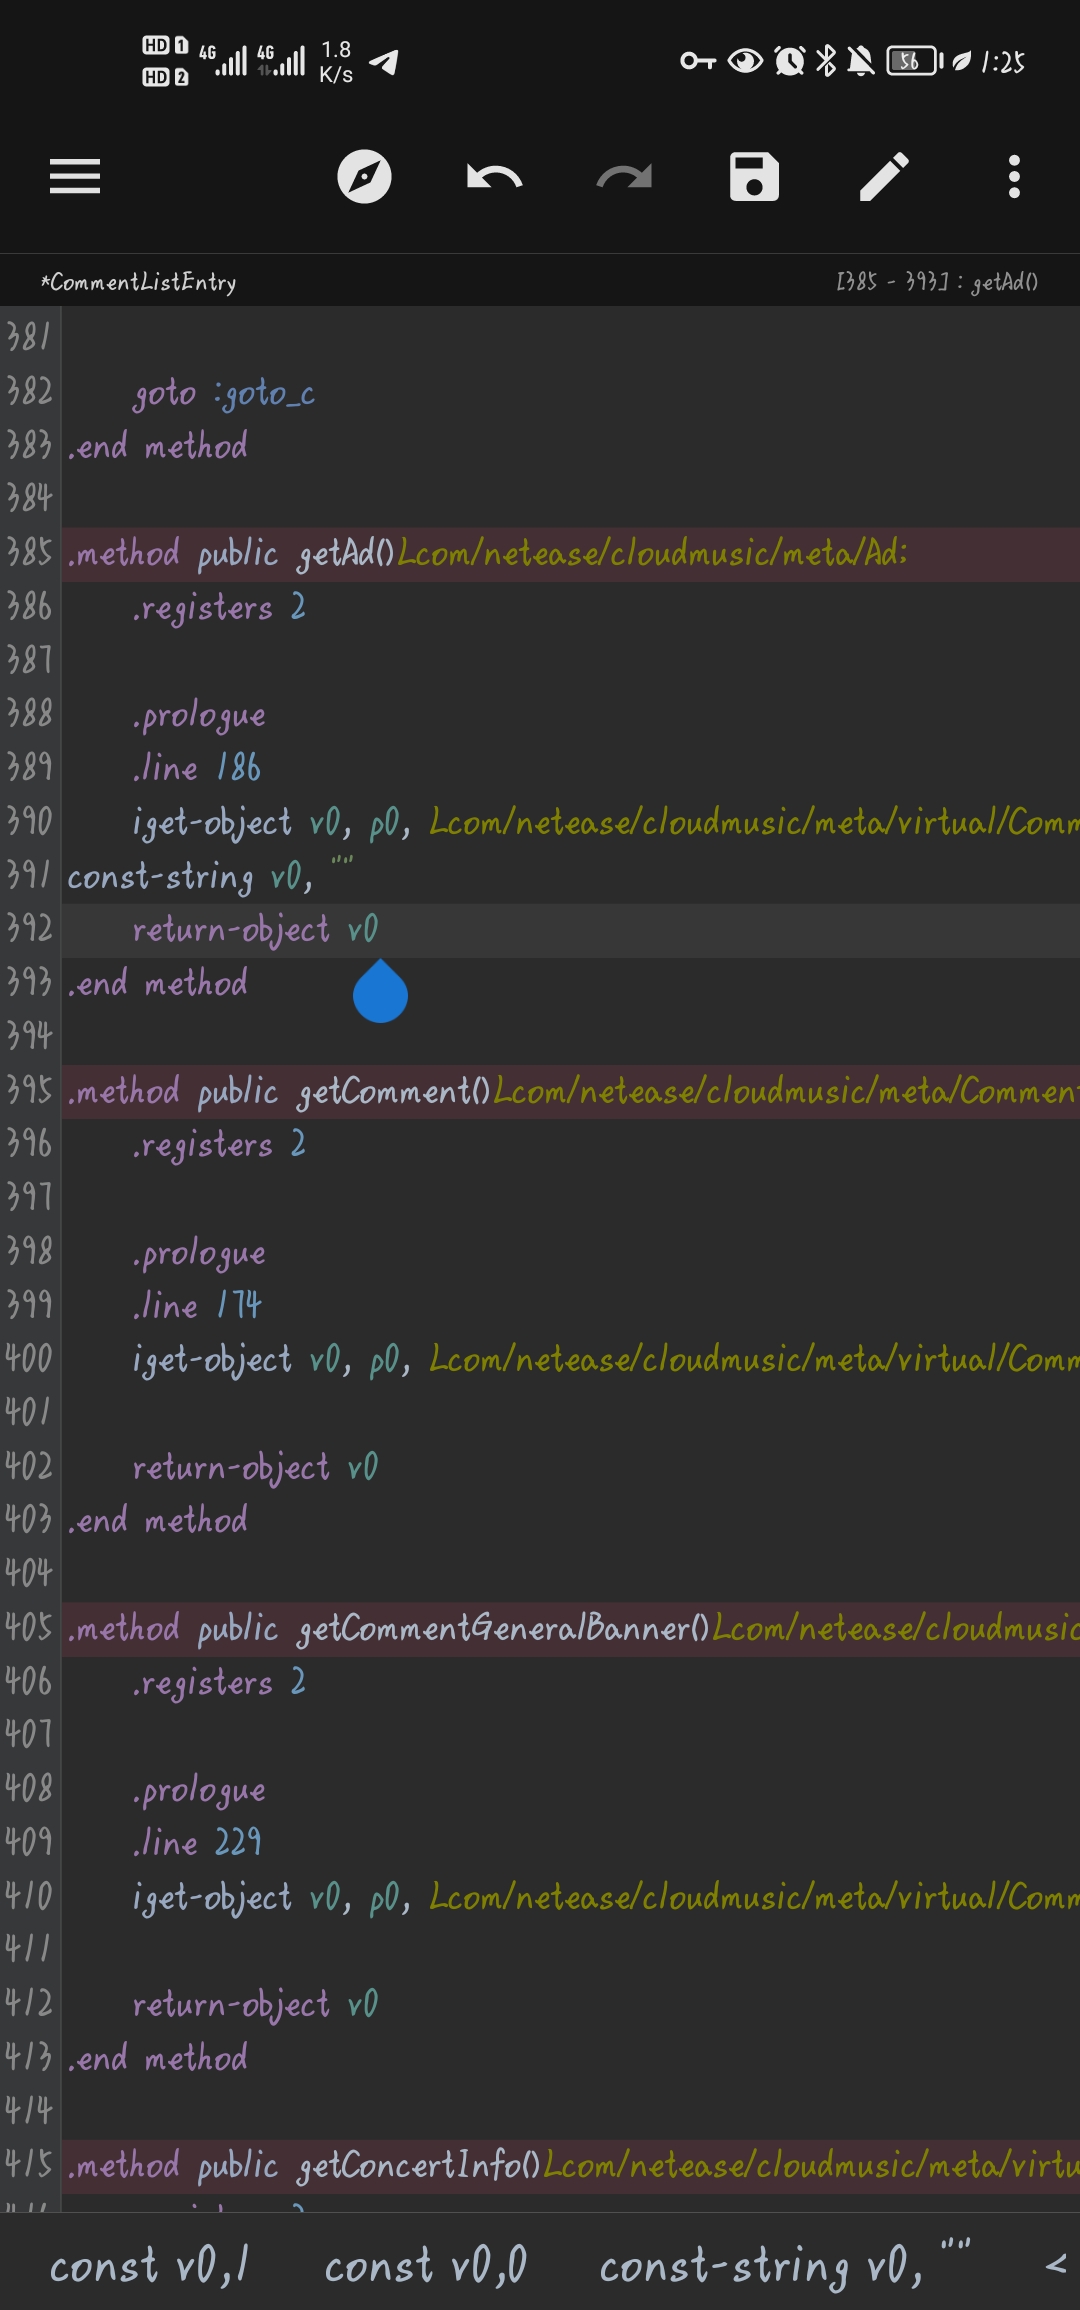 HD 1 4G 4G 1.8 56 1:25
HD 2 K/s
*CommentListEntry [385 - 393] : getAd()
381
382 goto :goto_c
383 .end method
384
385 .method public getAd()Lcom/netease/cloudmusic/meta/Ad;
386 .registers 2
387
388 .prologue
389 .line 186
390 iget-object v0, p0, Lcom/netease/cloudmusic/meta/virtual/Comm
391 const-string v0, ""
392 return-object v0
393 .end method
394
395 .method public getComment()Lcom/netease/cloudmusic/meta/Comment
396 .registers 2
397
398 .prologue
399 .line 174
400 iget-object v0, p0, Lcom/netease/cloudmusic/meta/virtual/Comm
401
402 return-object v0
403 .end method
404
405 .method public getCommentGeneralBanner()Lcom/netease/cloudmusic
406 .registers 2
407
408 .prologue
409 .line 229
410 iget-object v0, p0, Lcom/netease/cloudmusic/meta/virtual/Comm
411
412 return-object v0
413 .end method
414
415 .method public getConcertInfo()Lcom/netease/cloudmusic/meta/virtu
const v0,1 const v0,0 const-string v0, "" <